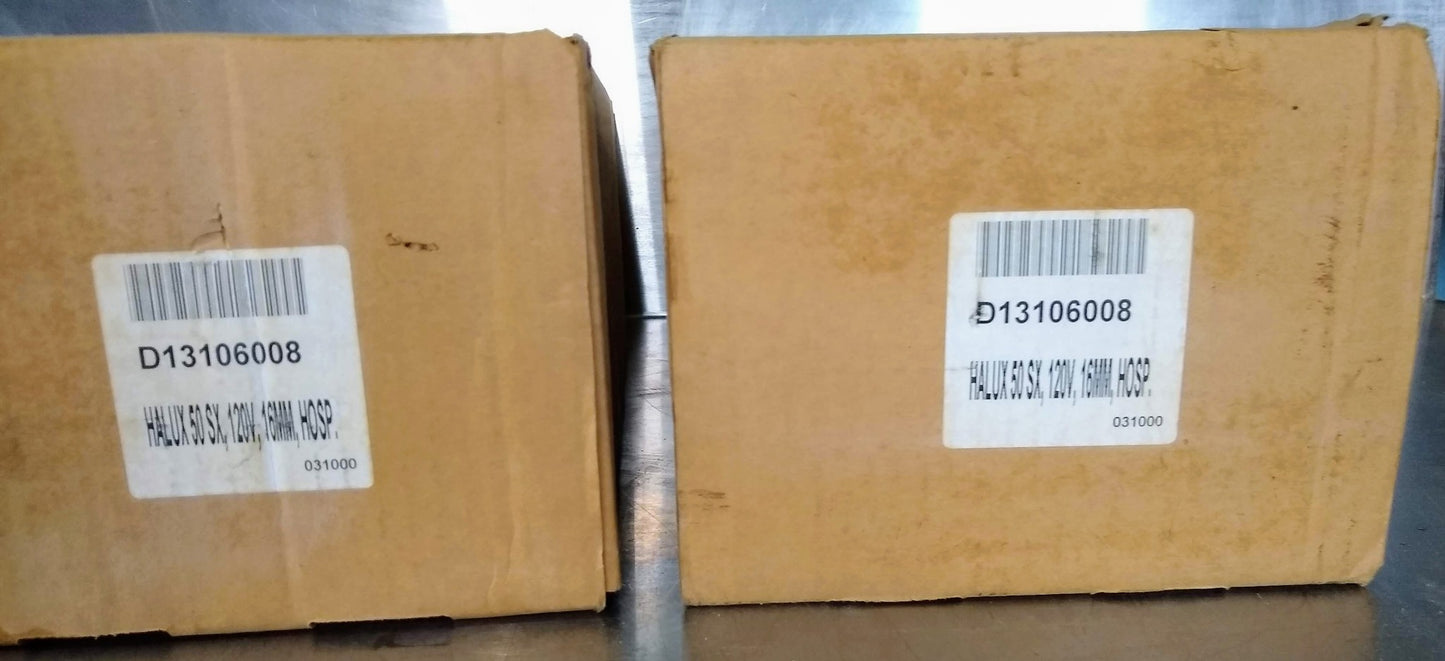 D13106008
HALUX 50 SX, 120V, 16MM, HOSP.
031000
D13106008
HALUX 50 SX, 120V, 16MM, HOSP.
031000